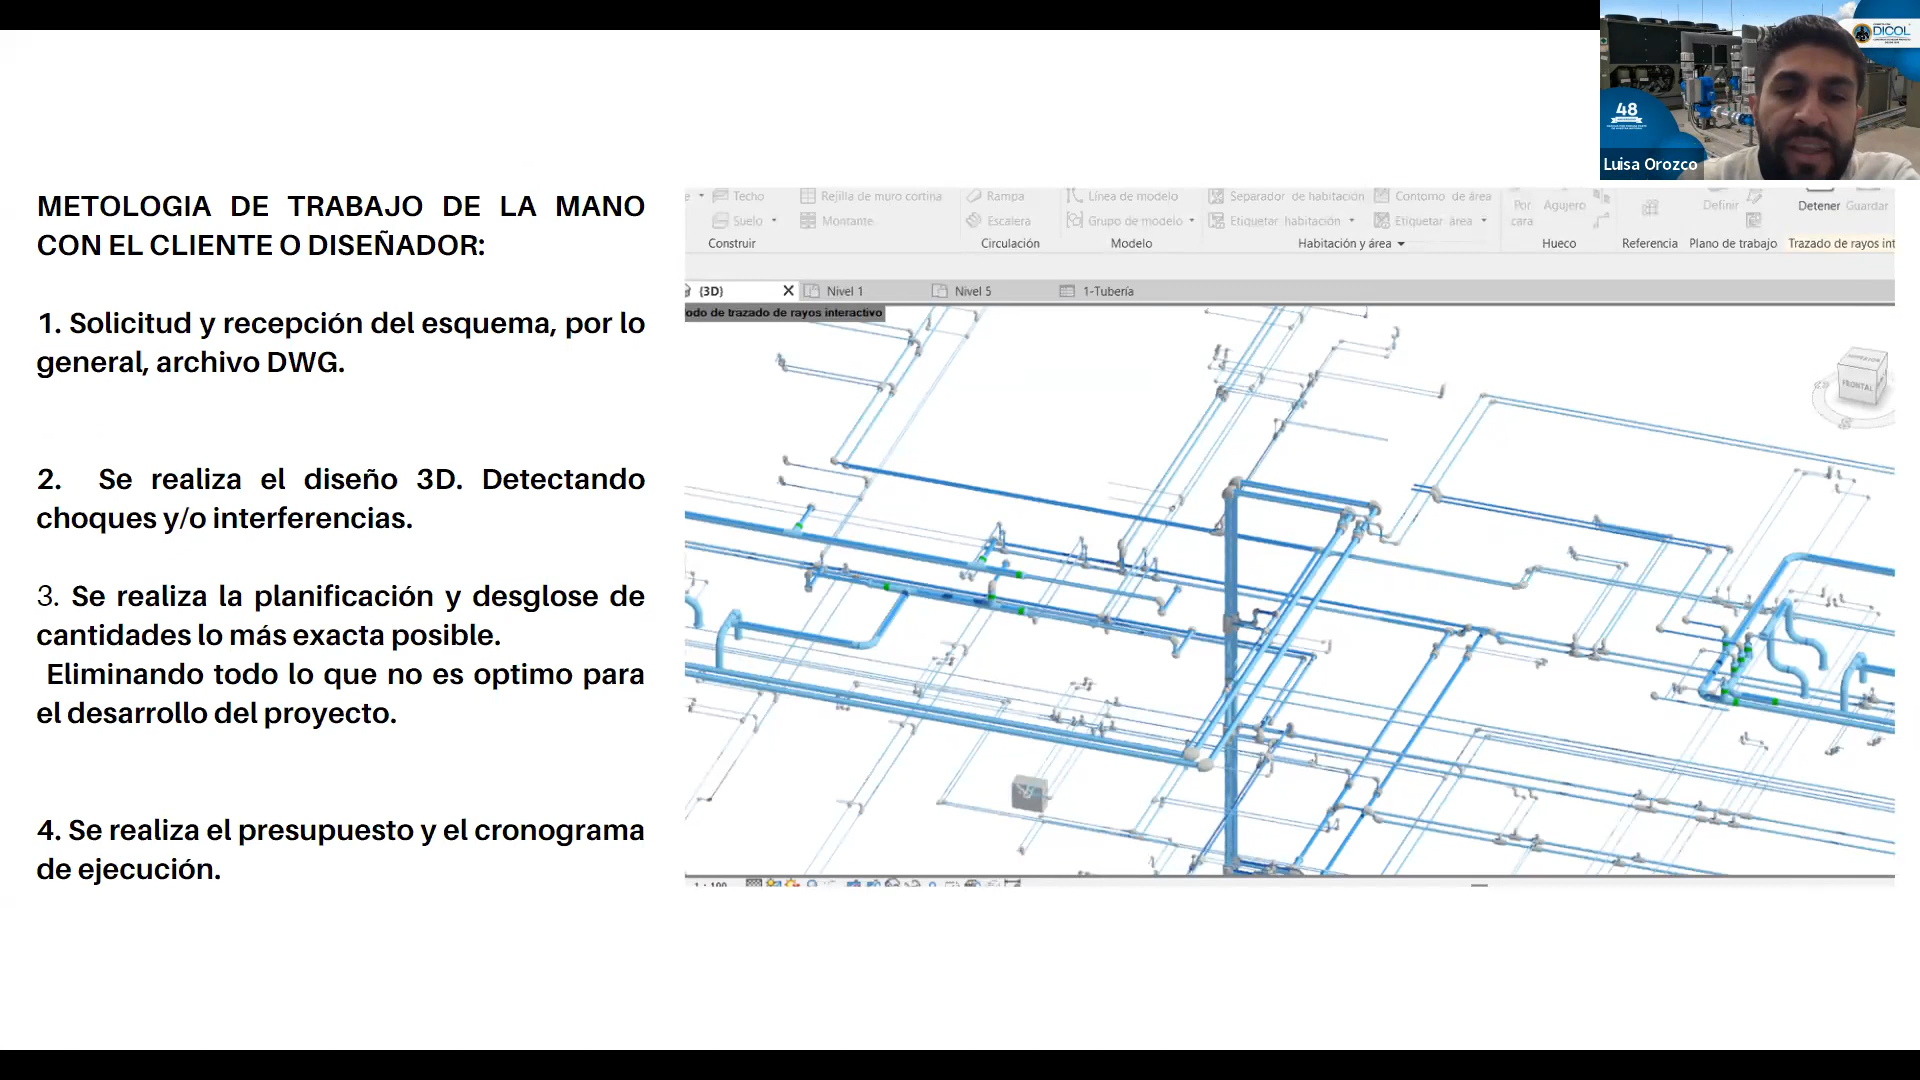 DICOL
48
Luisa Orozco
METOLOGIA DE TRABAJO DE LA MANO
CON EL CLIENTE O DISEÑADOR:
1. Solicitud y recepción del esquema, por lo
general, archivo DWG.
2. Se realiza el diseño 3D. Detectando
choques y/o interferencias.
3. Se realiza la planificación y desglose de
cantidades lo más exacta posible.
Eliminando todo lo que no es optimo para
el desarrollo del proyecto.
4. Se realiza el presupuesto y el cronograma
de ejecución.
Techo Rejilla de muro cortina Rampa Línea de modelo Separador de habitación Contorno de área Por Agujero Definir Detener Guardar
Suelo Montante Escalera Grupo de modelo Etiquetar habitación Etiquetar área cara
Construir Circulación Modelo Habitación y área Hueco Referencia Plano de trabajo Trazado de rayos int
{3D} Nivel 1 Nivel 5 1-Tubería
odo de trazado de rayos interactivo
FRONTAL
1 : 100